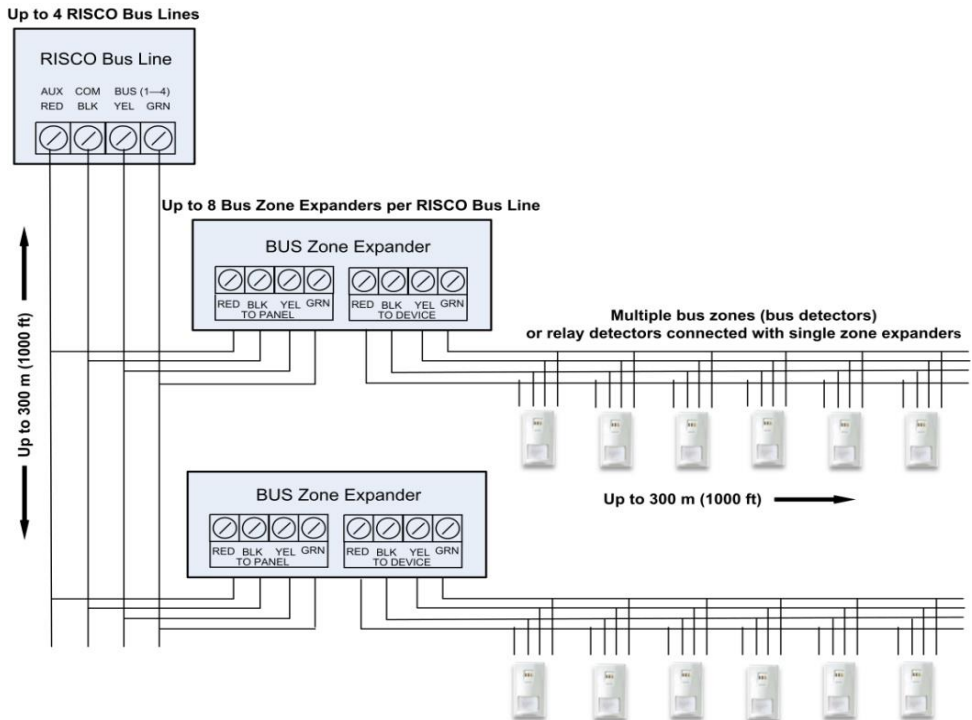 Up to 4 RISCO Bus Lines
RISCO Bus Line
AUX COM BUS (1—4)
RED BLK YEL GRN
Up to 8 Bus Zone Expanders per RISCO Bus Line
BUS Zone Expander
RED BLK YEL GRN RED BLK YEL GRN
TO PANEL TO DEVICE
Multiple bus zones (bus detectors)
or relay detectors connected with single zone expanders
Up to 300 m (1000 ft)
Up to 300 m (1000 ft)
BUS Zone Expander
RED BLK YEL GRN RED BLK YEL GRN
TO PANEL TO DEVICE